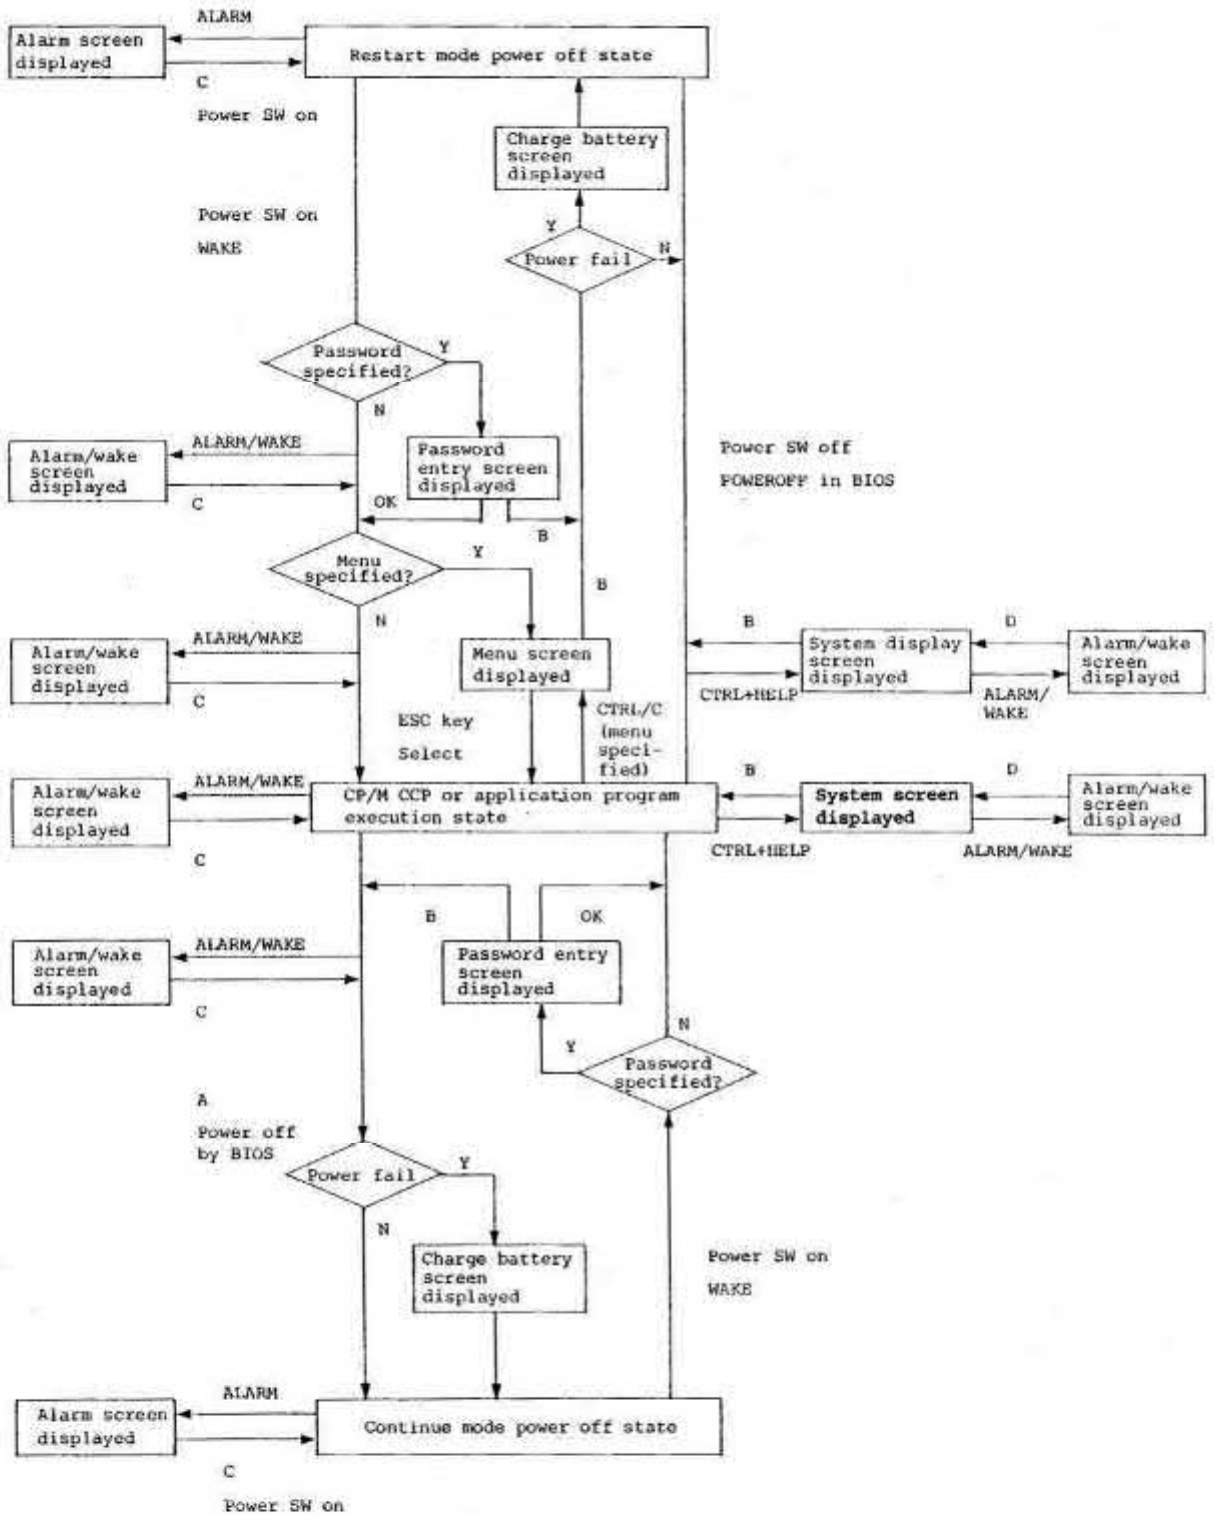 ALARM
Alarm screen
displayed
Restart mode power off state
C
Power SW on
Charge battery
screen
displayed
Power SW on
WAKE
Y
N
Power fail
Password
specified?
Y
N
ALARM/WAKE
Alarm/wake
screen
displayed
C
Password
entry screen
displayed
OK
B
Power SW off
POWEROFF in BIOS
Menu
specified?
Y
N
B
ALARM/WAKE
Alarm/wake
screen
displayed
C
Menu screen
displayed
B
System display
screen
displayed
D
Alarm/wake
screen
displayed
CTRL+HELP
ALARM/
WAKE
ESC key
Select
CTRL/C
(menu
speci-
fied)
ALARM/WAKE
Alarm/wake
screen
displayed
C
CP/M CCP or application program
execution state
B
System screen
displayed
D
Alarm/wake
screen
displayed
CTRL+HELP
ALARM/WAKE
B
OK
ALARM/WAKE
Alarm/wake
screen
displayed
C
Password entry
screen
displayed
N
Y
Password
specified?
A
Power off
by BIOS
Power fail
Y
N
Charge battery
screen
displayed
Power SW on
WAKE
ALARM
Alarm screen
displayed
Continue mode power off state
C
Power SW on